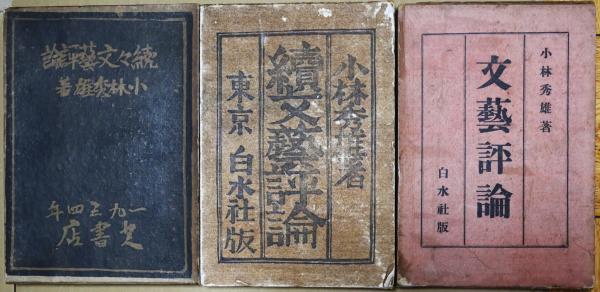 続々文藝評論
小林秀雄著
一九三四年
芝書店
小林秀雄著
續文藝評論
東京 白水社版
小林秀雄著
文藝評論
白水社版